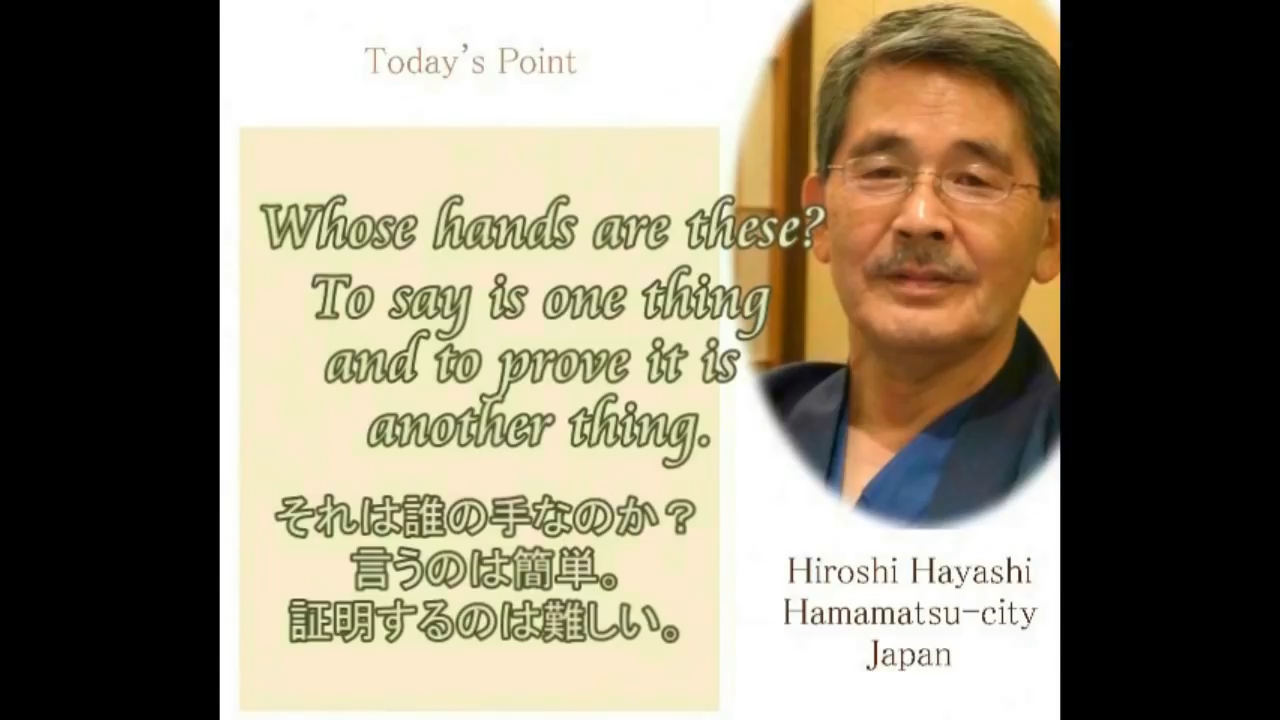 Today's Point
Whose hands are these?
To say is one thing
and to prove it is
another thing.
それは誰の手なのか？
言うのは簡単。
証明するのは難しい。
Hiroshi Hayashi
Hamamatsu-city
Japan